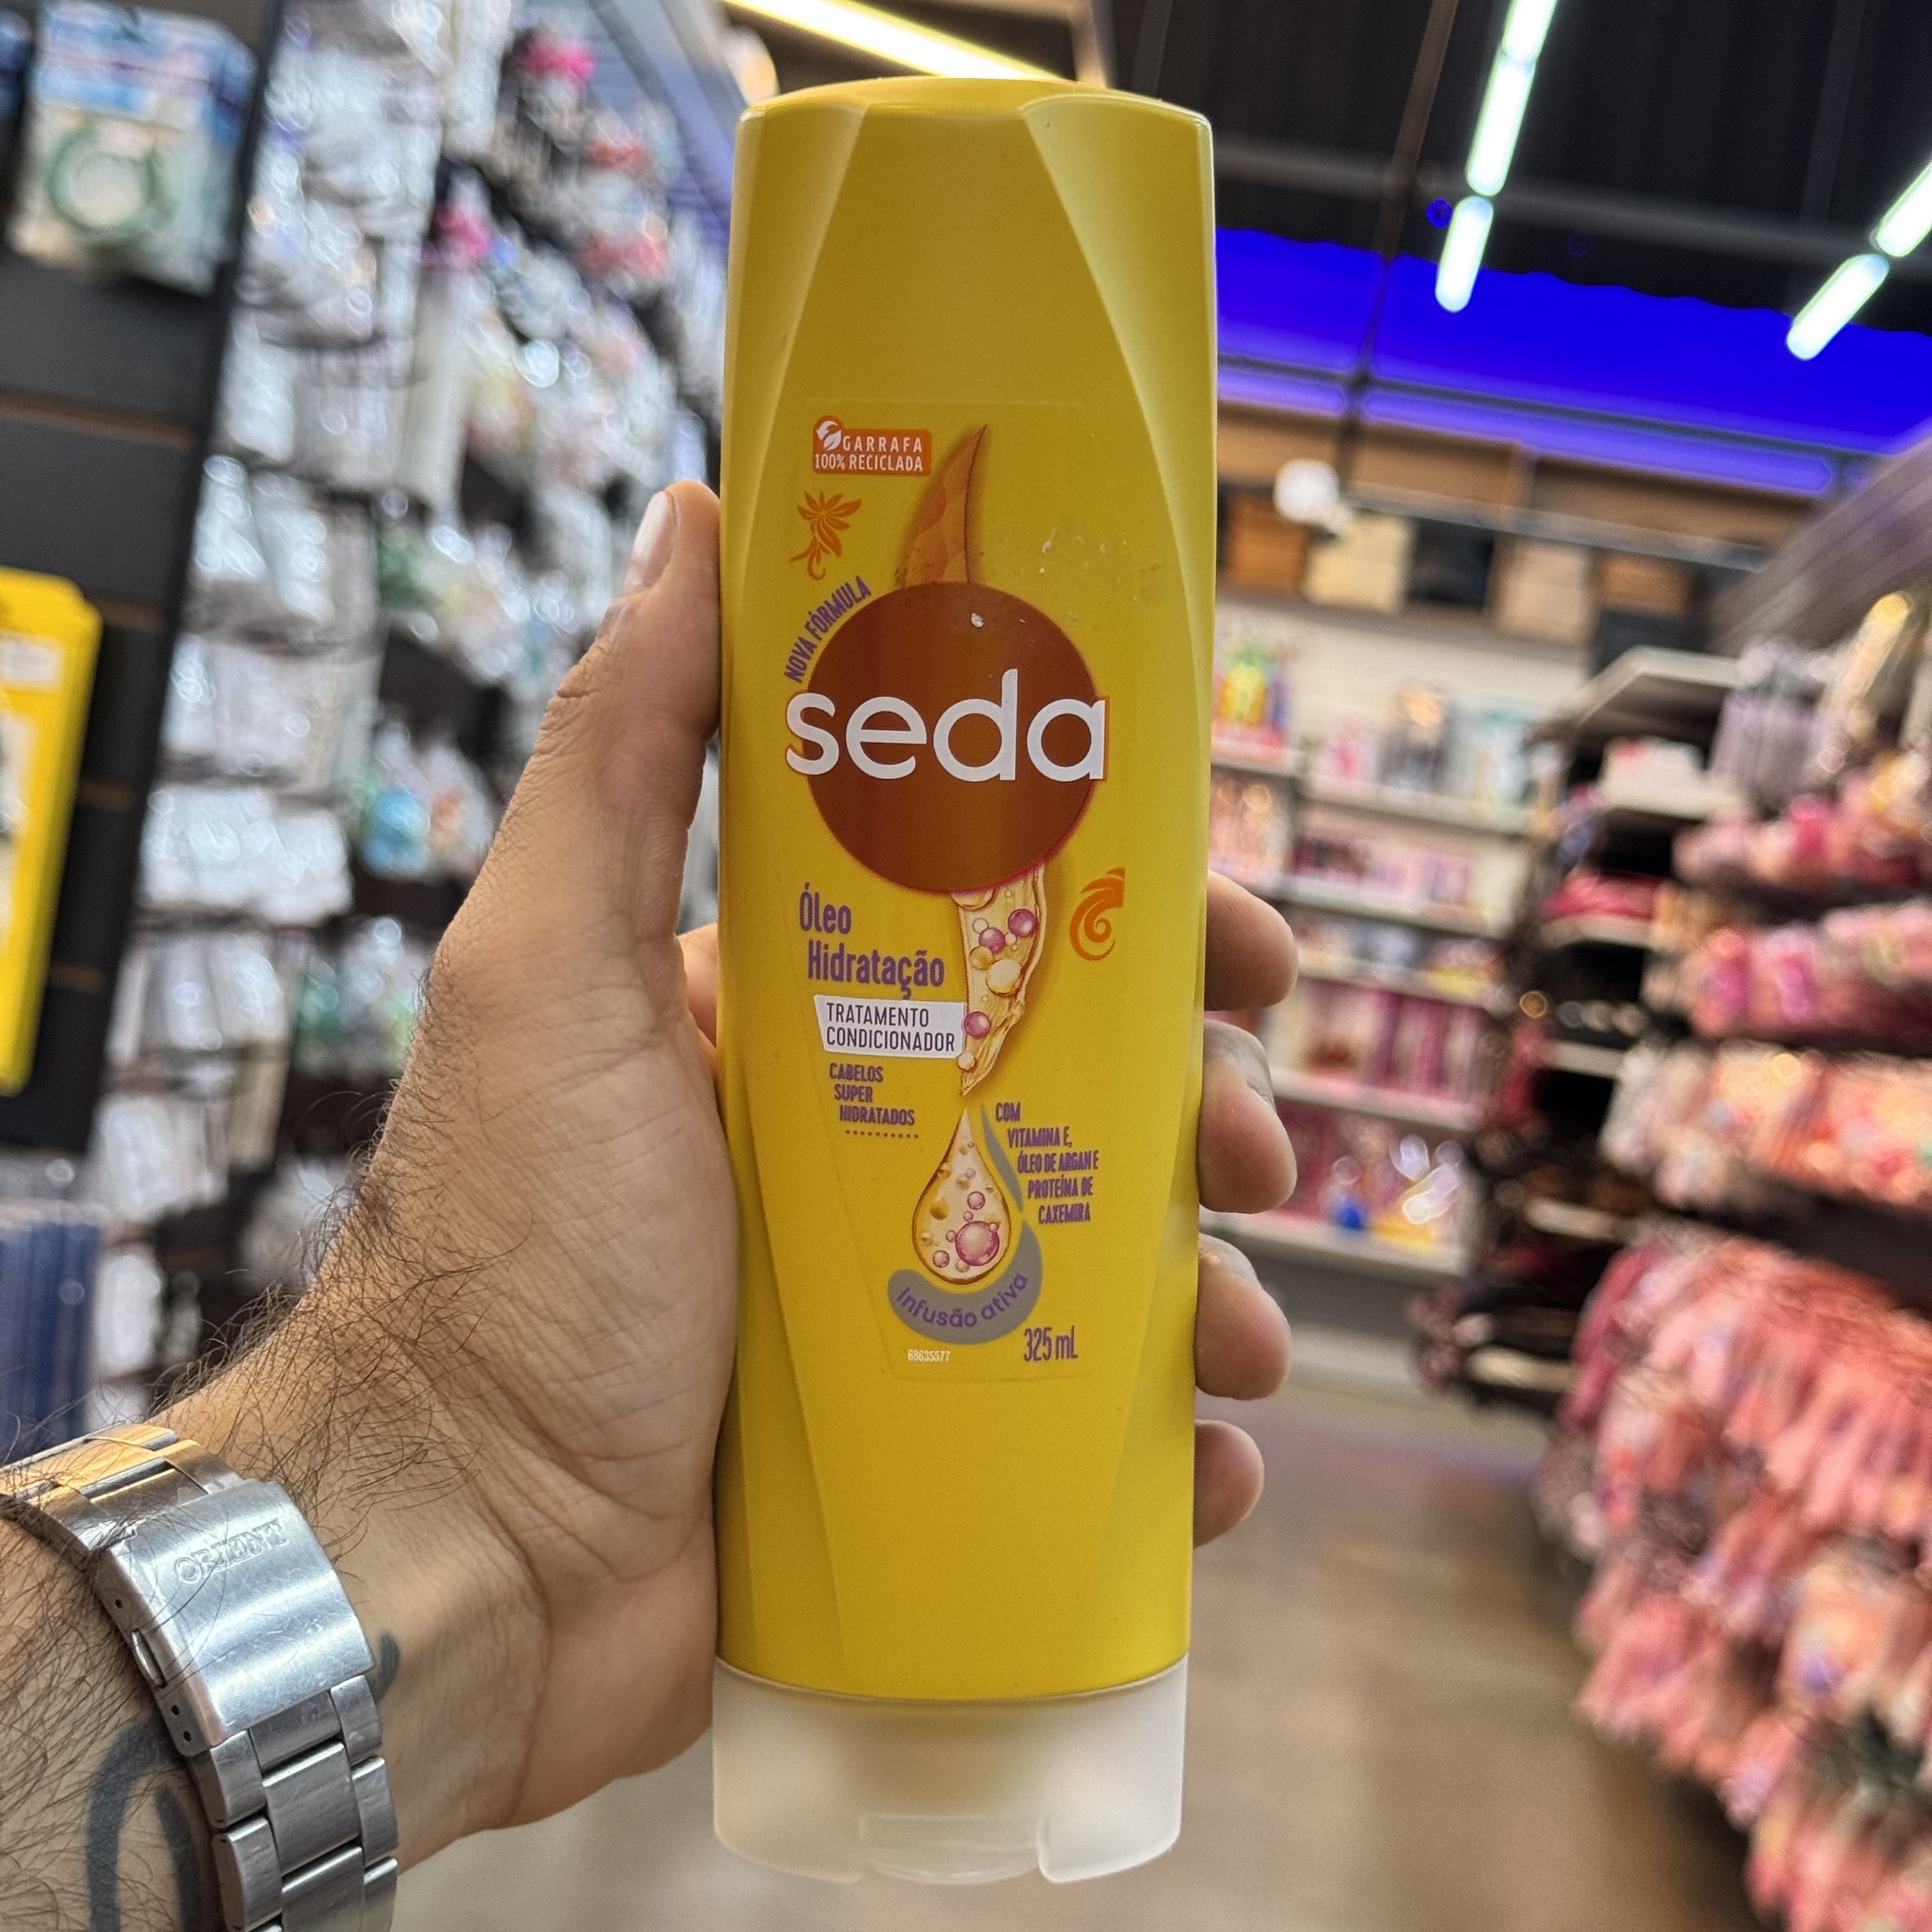 GARRAFA
100% RECICLADA
NOVA FÓRMULA
seda
Óleo
Hidratação
TRATAMENTO
CONDICIONADOR
CABELOS
SUPER
HIDRATADOS
COM
VITAMINA E,
ÓLEO DE ARGAN E
PROTEÍNA DE
CAXEMIRA
infusão ativa
325 mL
68635577
ORIENT